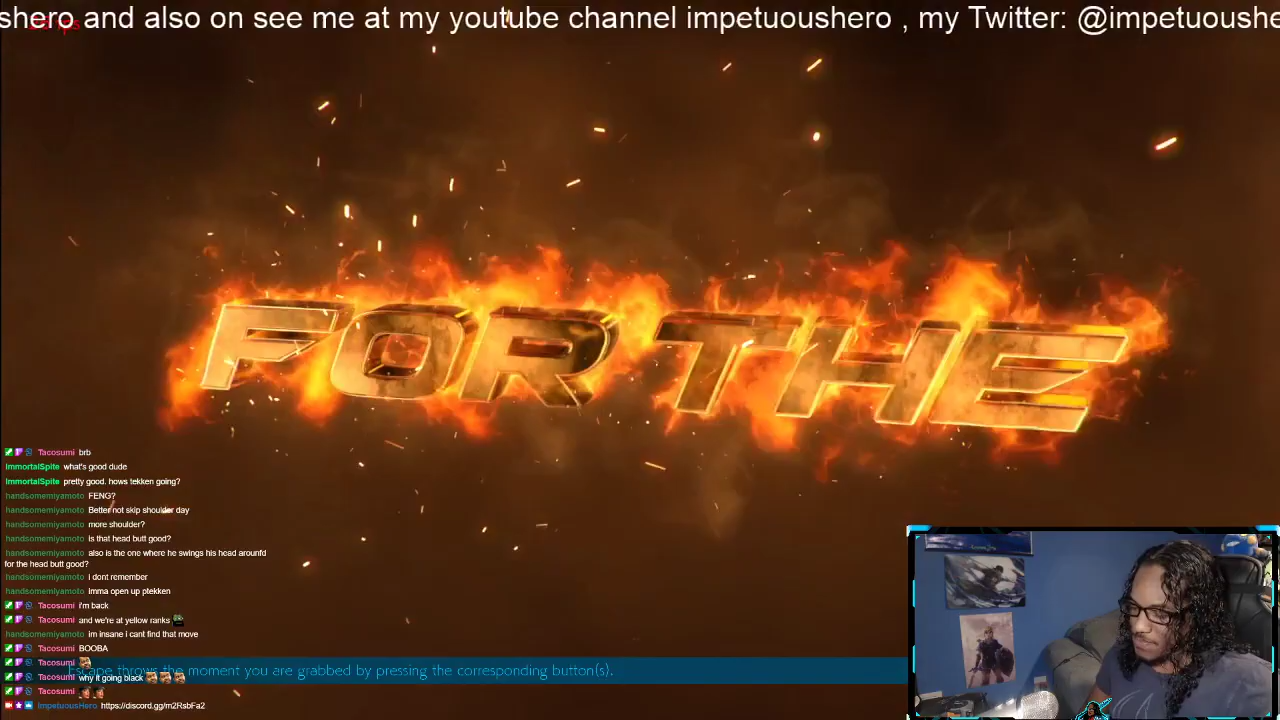 shero and also on see me at my youtube channel impetuoushero , my Twitter: @impetuoushe
FOR THE
Tacosumi brb
ImmortalSpite what's good dude
ImmortalSpite pretty good. hows tekken going?
handsomemiyamoto FENG?
handsomemiyamoto Better not skip shoulder day
handsomemiyamoto more shoulder?
handsomemiyamoto is that head butt good?
handsomemiyamoto also is the one where he swings his head arounfd
for the head butt good?
handsomemiyamoto i dont remember
handsomemiyamoto imma open up ptekken
Tacosumi i'm back
Tacosumi and we're at yellow ranks
handsomemiyamoto im insane i cant find that move
Tacosumi BOOBA
Tacosumi
Escape throws the moment you are grabbed by pressing the corresponding button(s).
Tacosumi why it going black
Tacosumi
ImpetuousHero https://discord.gg/m2RsbFa2